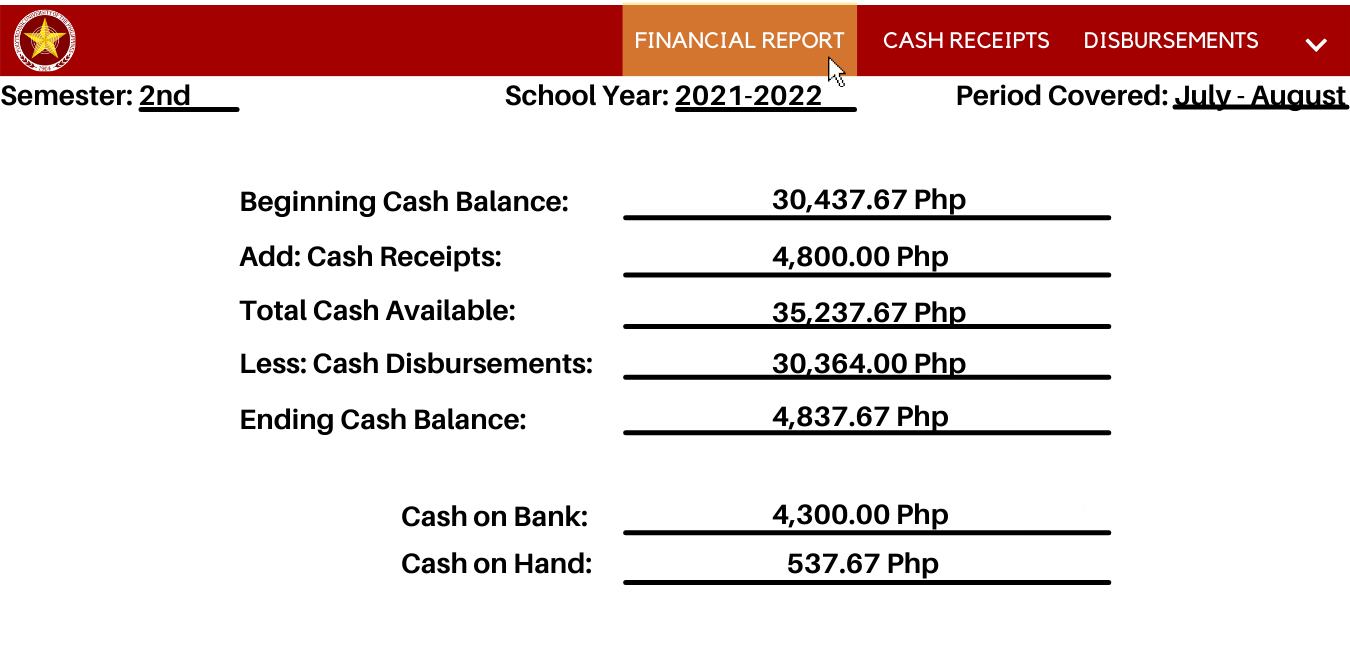 FINANCIAL REPORT CASH RECEIPTS DISBURSEMENTS
Semester: 2nd School Year: 2021-2022 Period Covered: July - August
Beginning Cash Balance: 30,437.67 Php
Add: Cash Receipts: 4,800.00 Php
Total Cash Available: 35,237.67 Php
Less: Cash Disbursements: 30,364.00 Php
Ending Cash Balance: 4,837.67 Php
Cash on Bank: 4,300.00 Php
Cash on Hand: 537.67 Php